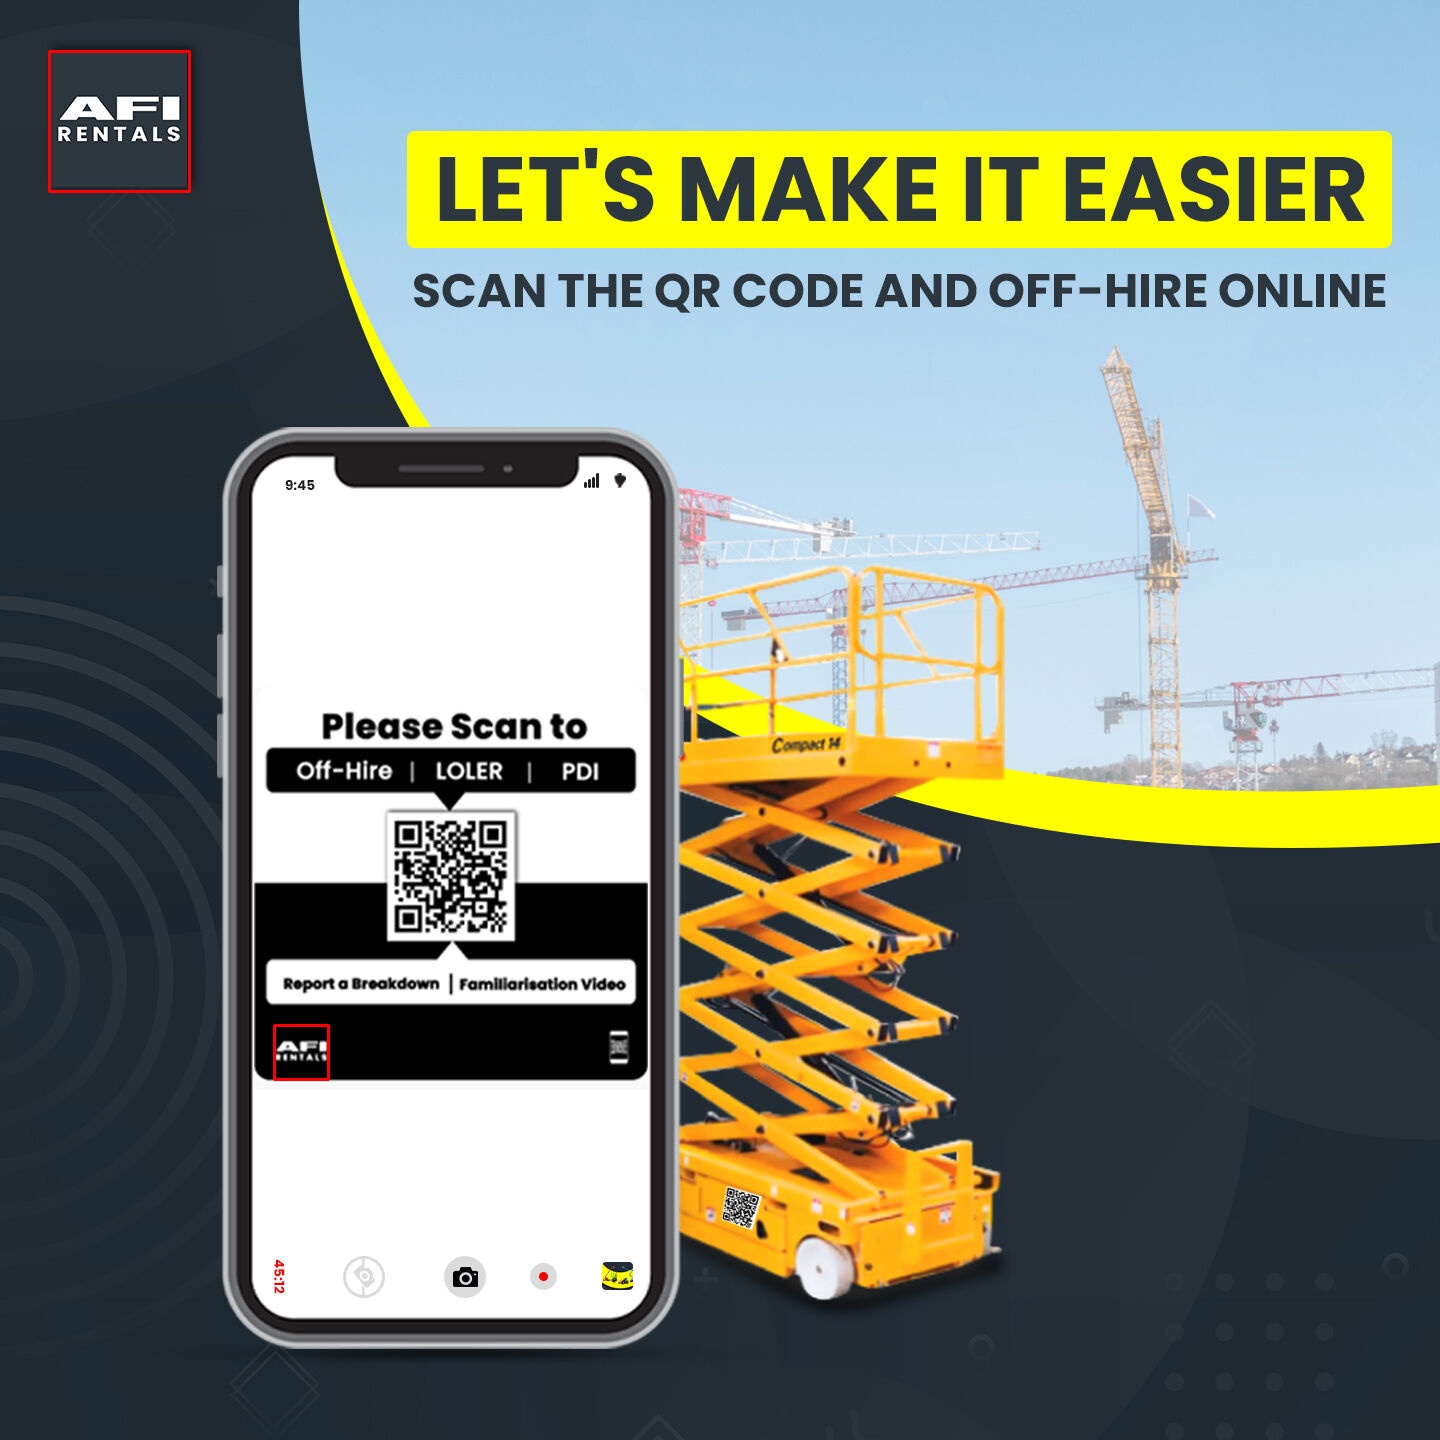 AFI
RENTALS
LET'S MAKE IT EASIER
SCAN THE QR CODE AND OFF-HIRE ONLINE
9:45
Please Scan to
Off-Hire | LOLER | PDI
Report a Breakdown | Familiarisation Video
AFI
RENTALS
45:12
Compact 14